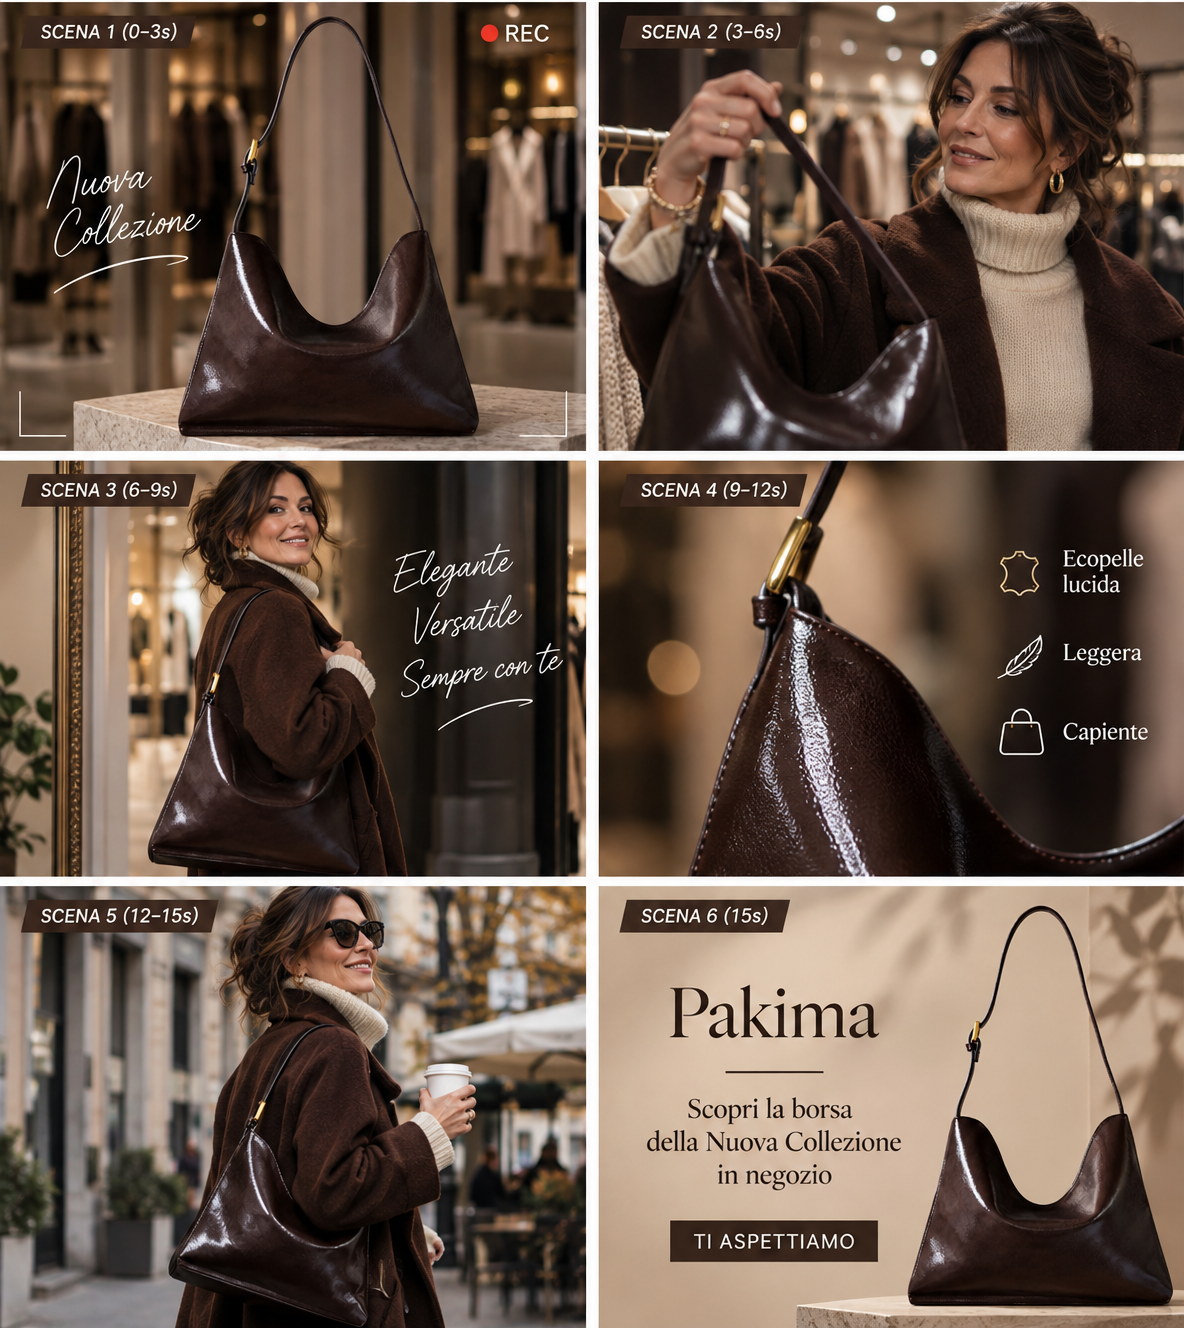 SCENA 1 (0–3s)
REC
Nuova
Collezione
SCENA 2 (3–6s)
SCENA 3 (6–9s)
Elegante
Versatile
Sempre con te
SCENA 4 (9–12s)
Ecopelle
lucida
Leggera
Capiente
SCENA 5 (12–15s)
SCENA 6 (15s)
Pakima
Scopri la borsa
della Nuova Collezione
in negozio
TI ASPETTIAMO